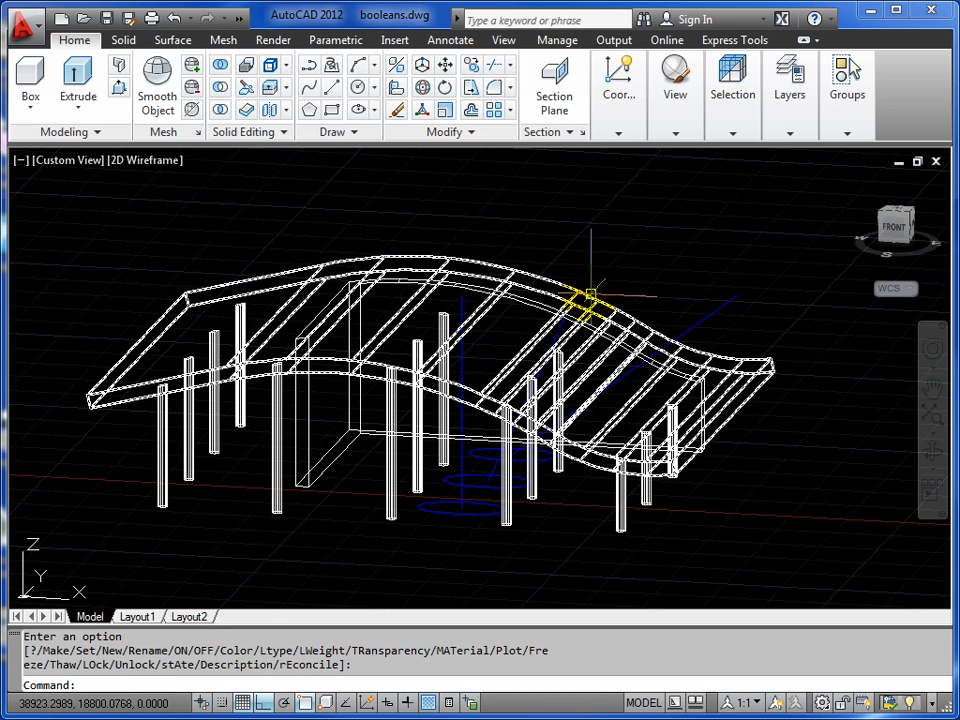 AutoCAD 2012 booleans.dwg
Type a keyword or phrase
Sign In
Home Solid Surface Mesh Render Parametric Insert Annotate View Manage Output Online Express Tools
Box
Extrude
Smooth
Object
Section
Plane
Coor...
View
Selection
Layers
Groups
Modeling
Mesh
Solid Editing
Draw
Modify
Section
[−] [Custom View] [2D Wireframe]
FRONT
W
S
E
WCS
Z
Y
X
Model Layout1 Layout2
Enter an option
[?/Make/Set/New/Rename/ON/OFF/Color/Ltype/LWeight/TRansparency/MATerial/Plot/Fre
eze/Thaw/LOck/Unlock/stAte/Description/rEconcile]:
Command:
38923.2989, 18800.0768, 0.0000
MODEL
1:1